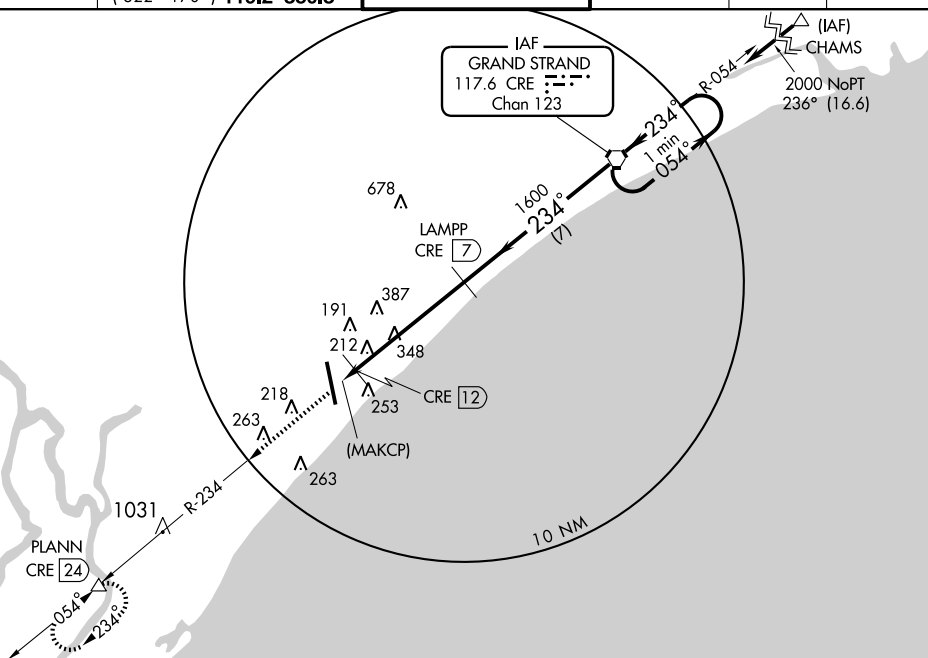 IAF
GRAND STRAND
117.6 CRE
Chan 123
(IAF)
CHAMS
2000 NoPT
236° (16.6)
R-054
234°
1 min
054°
1600
234°
(7)
678
LAMPP
CRE 7
387
191
212
348
CRE 12
253
218
263
(MAKCP)
263
R-234
1031
10 NM
PLANN
CRE 24
054°
234°